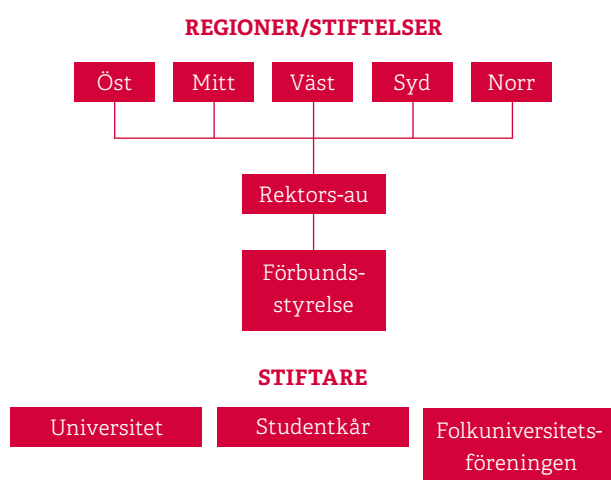 REGIONER/STIFTELSER
Öst
Mitt
Väst
Syd
Norr
Rektors-au
Förbunds-
styrelse
STIFTARE
Universitet
Studentkår
Folkuniversitets-
föreningen